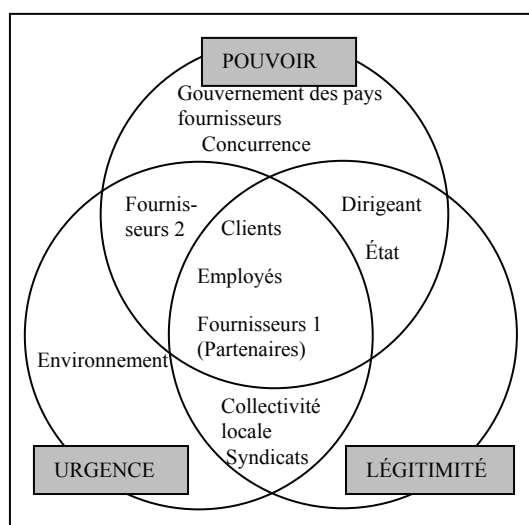 POUVOIR
Gouvernement des pays
fournisseurs
Concurrence
Fournis-
seurs 2
Clients
Dirigeant
État
Employés
Fournisseurs 1
(Partenaires)
Environnement
Collectivité
locale
Syndicats
URGENCE
LÉGITIMITÉ